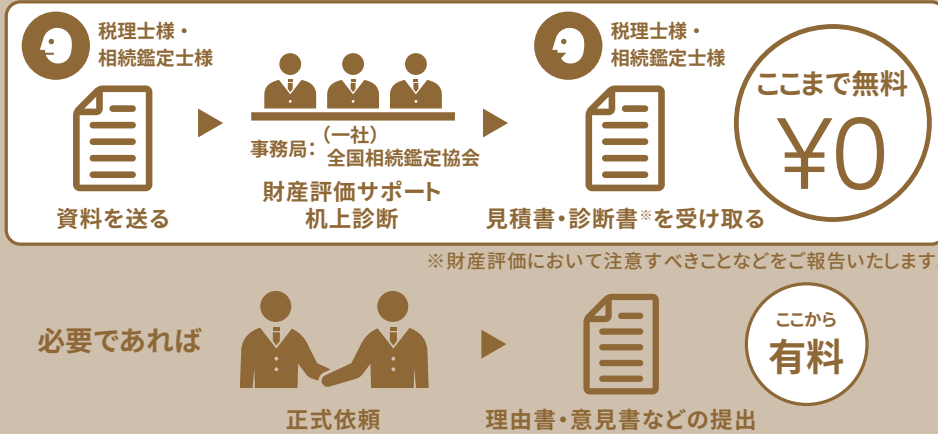 税理士様・
相続鑑定士様
資料を送る
事務局：（一社）
全国相続鑑定協会
財産評価サポート
机上診断
税理士様・
相続鑑定士様
見積書・診断書※を受け取る
ここまで無料
¥0
※財産評価において注意すべきことなどをご報告いたします
必要であれば
正式依頼
理由書・意見書などの提出
ここから
有料